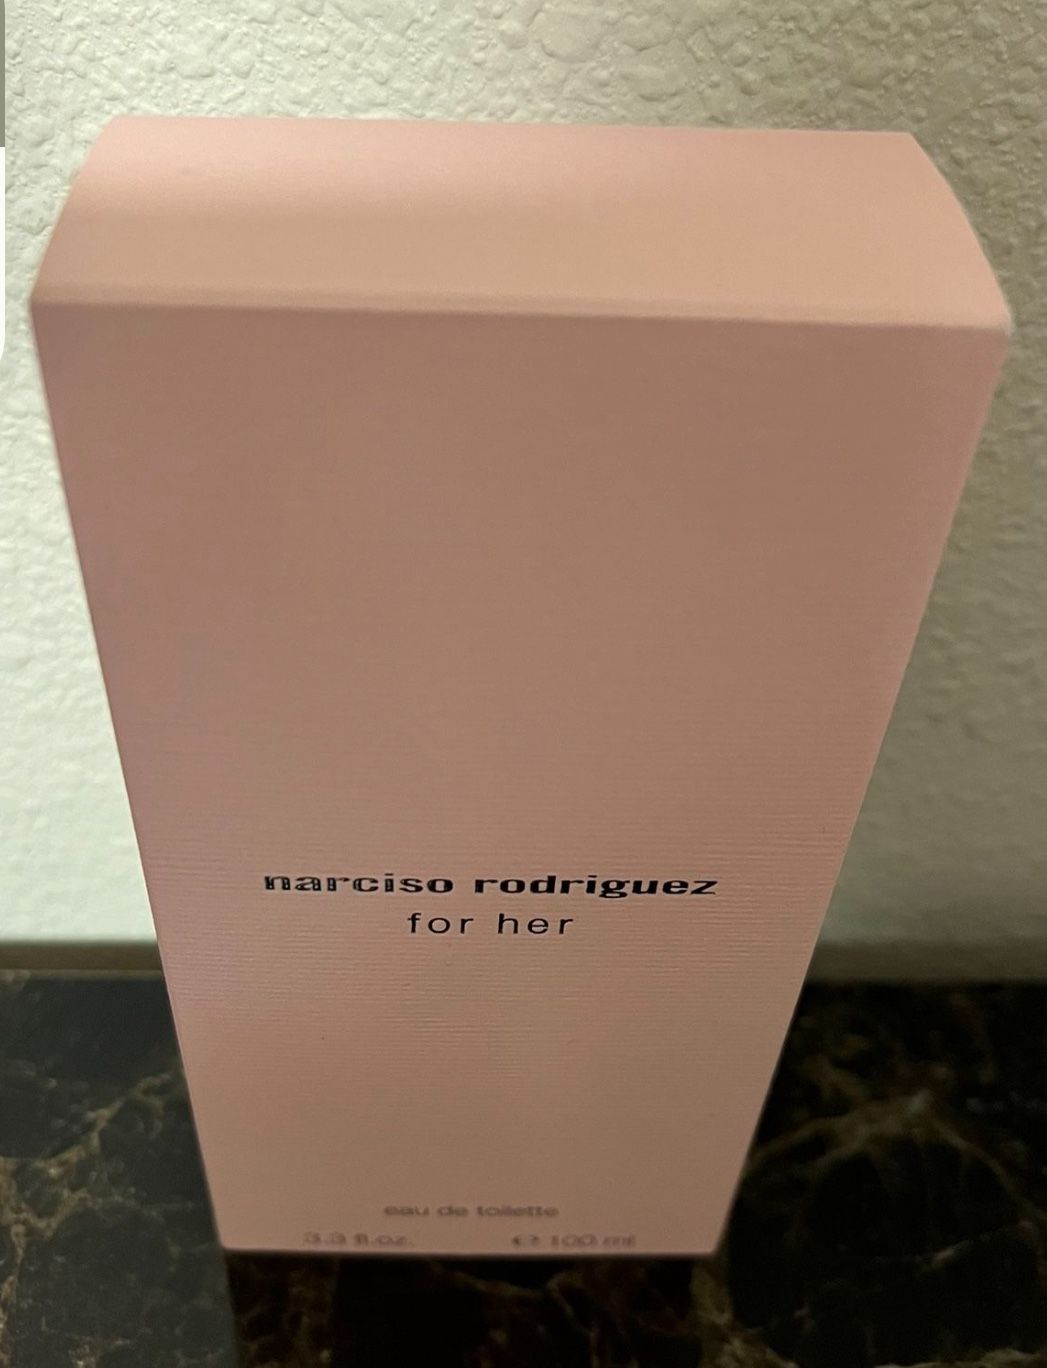 narciso rodriguez
for her
eau de toilette
3.3 fl.oz. e 100 ml